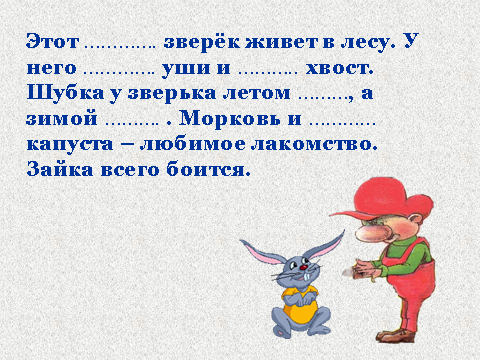 Этот …………. зверёк живет в лесу. У
него …………. уши и ……….. хвост.
Шубка у зверька летом ………, а
зимой ………. . Морковь и …………
капуста – любимое лакомство.
Зайка всего боится.